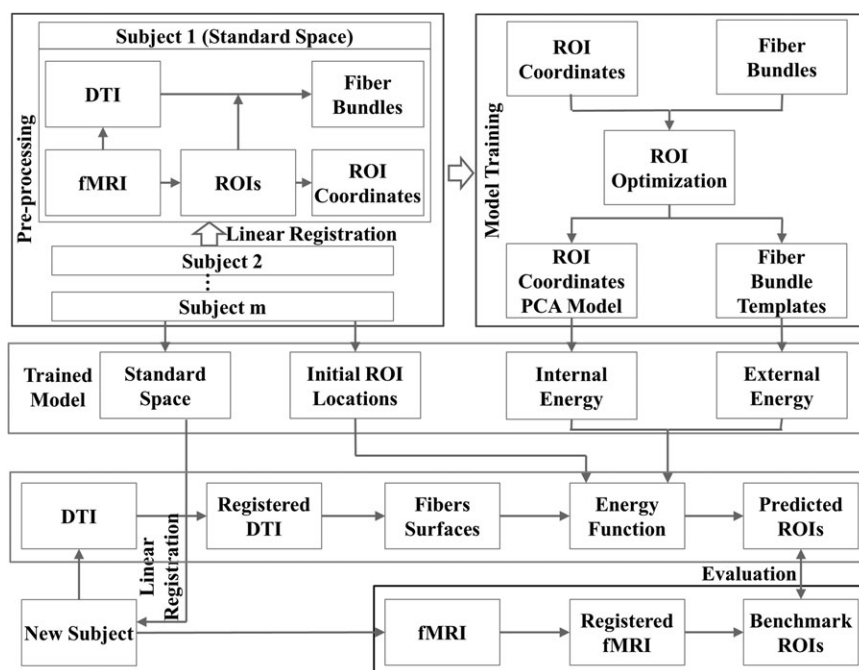 Subject 1 (Standard Space)
DTI
Fiber
Bundles
fMRI
ROIs
ROI
Coordinates
Pre-processing
Linear Registration
Subject 2
Subject m
ROI
Coordinates
Fiber
Bundles
ROI
Optimization
Model Training
ROI
Coordinates
PCA Model
Fiber
Bundle
Templates
Trained
Model
Standard
Space
Initial ROI
Locations
Internal
Energy
External
Energy
DTI
Registered
DTI
Fibers
Surfaces
Energy
Function
Predicted
ROIs
Linear
Registration
Evaluation
New Subject
fMRI
Registered
fMRI
Benchmark
ROIs